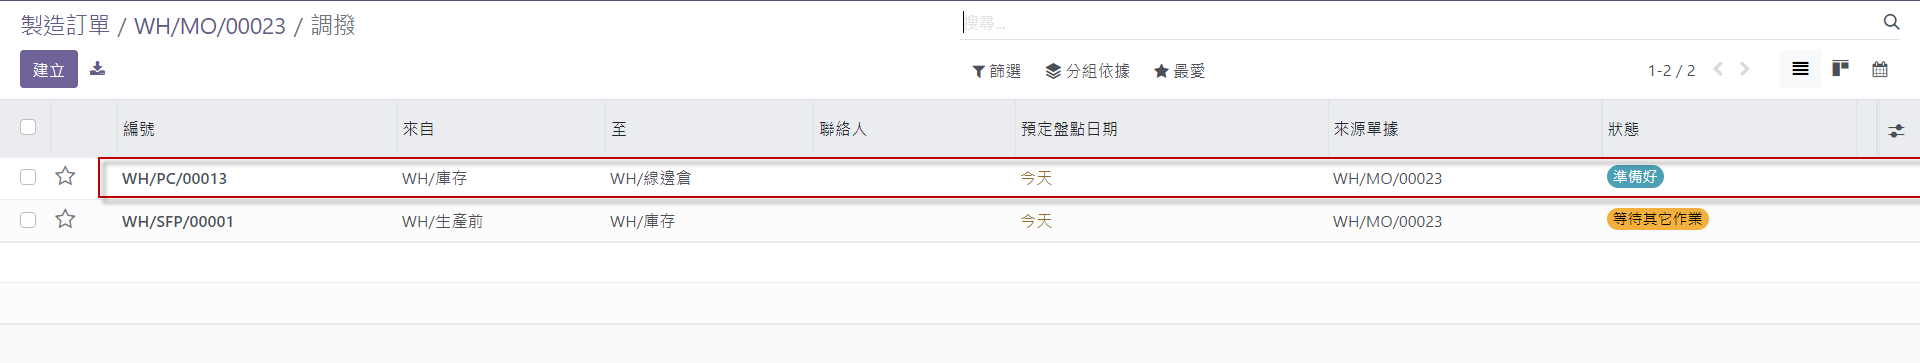 製造訂單 / WH/MO/00023 / 調撥
搜尋...
建立
篩選 分組依據 最愛
1-2 / 2
編號 來自 至 聯絡人 預定盤點日期 來源單據 狀態
WH/PC/00013 WH/庫存 WH/線邊倉 今天 WH/MO/00023 準備好
WH/SFP/00001 WH/生產前 WH/庫存 今天 WH/MO/00023 等待其它作業